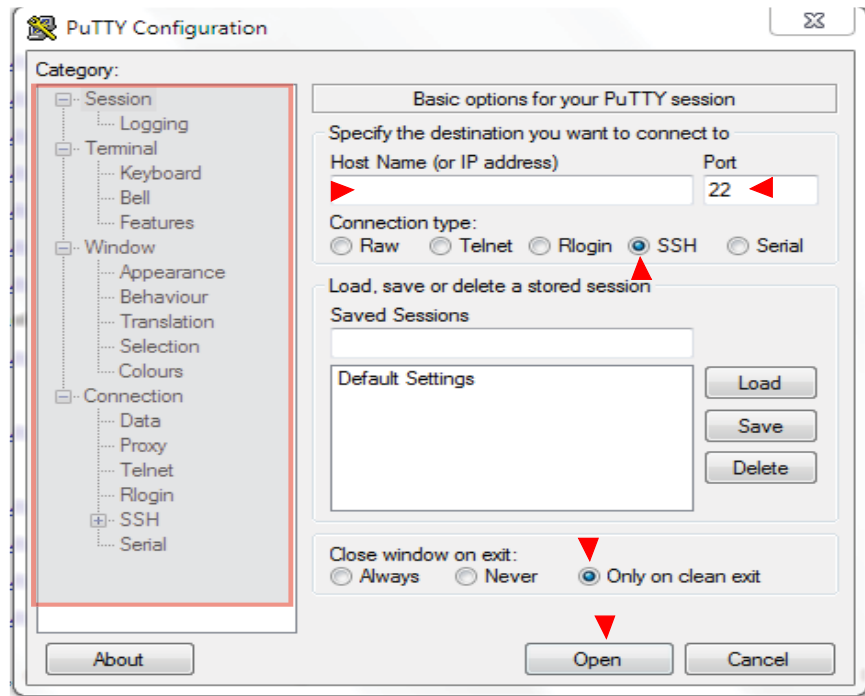 PuTTY Configuration
Category:
Session
Logging
Terminal
Keyboard
Bell
Features
Window
Appearance
Behaviour
Translation
Selection
Colours
Connection
Data
Proxy
Telnet
Rlogin
SSH
Serial
Basic options for your PuTTY session
Specify the destination you want to connect to
Host Name (or IP address) Port
22
Connection type:
Raw Telnet Rlogin SSH Serial
Load, save or delete a stored session
Saved Sessions
Default Settings
Load
Save
Delete
Close window on exit:
Always Never Only on clean exit
About Open Cancel